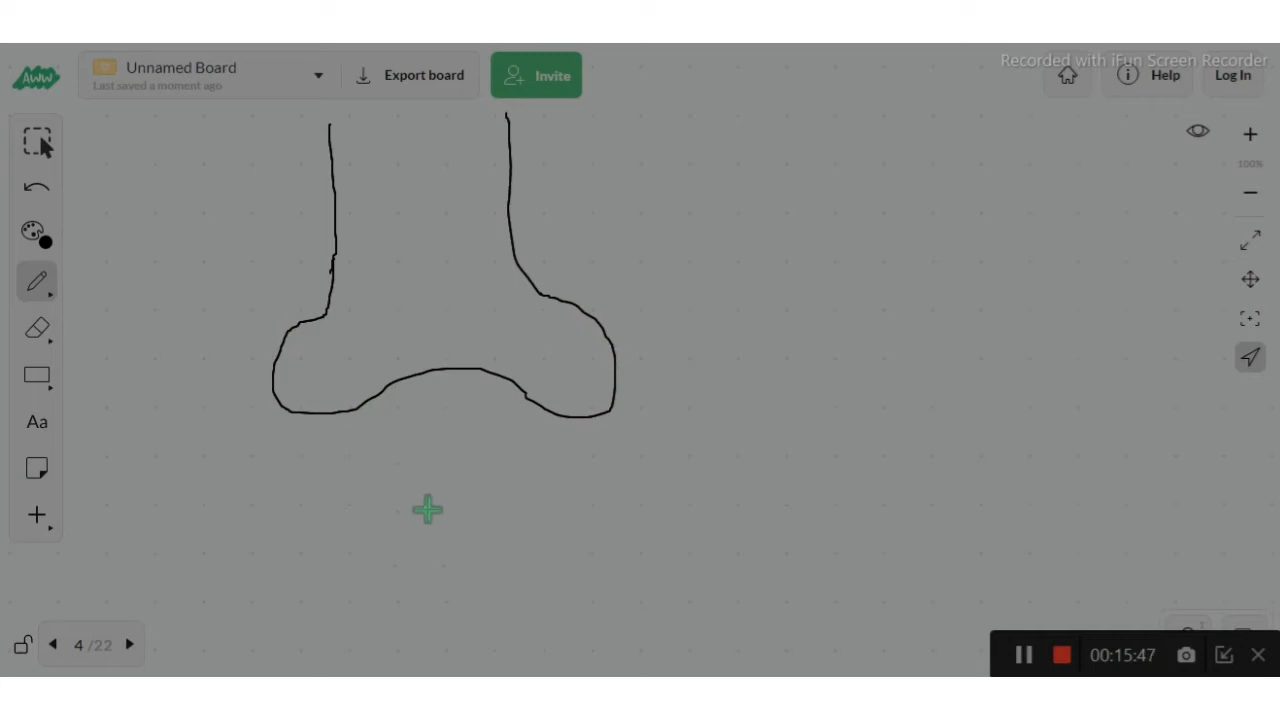 Recorded with iFun Screen Recorder
AWW
Unnamed Board
Last saved a moment ago
Export board
Invite
Help
Log In
100%
Aa
4 /22
00:15:47